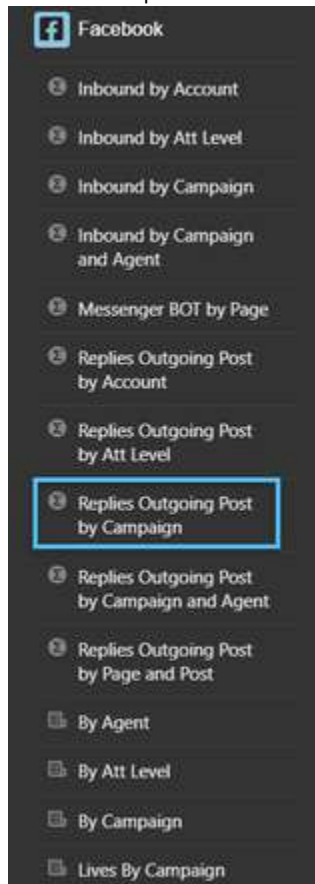 Facebook
Inbound by Account
Inbound by Att Level
Inbound by Campaign
Inbound by Campaign
and Agent
Messenger BOT by Page
Replies Outgoing Post
by Account
Replies Outgoing Post
by Att Level
Replies Outgoing Post
by Campaign
Replies Outgoing Post
by Campaign and Agent
Replies Outgoing Post
by Page and Post
By Agent
By Att Level
By Campaign
Lives By Campaign